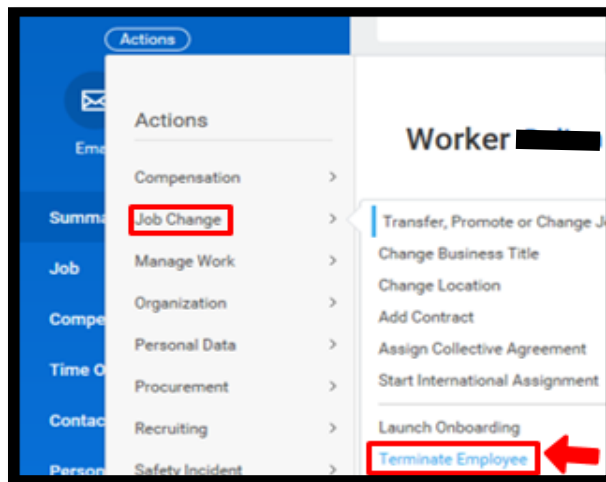 Actions
Actions
Worker
Compensation
Job Change
Manage Work
Organization
Personal Data
Procurement
Recruiting
Safety Incident
Transfer, Promote or Change
Change Business Title
Change Location
Add Contract
Assign Collective Agreement
Start International Assignment
Launch Onboarding
Terminate Employee
Job